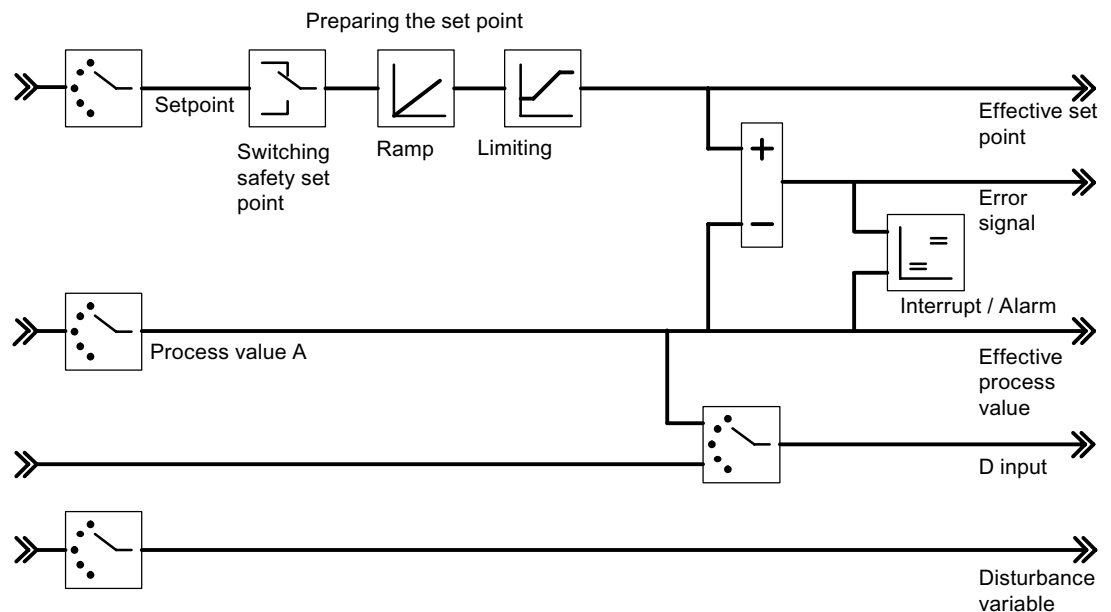 Preparing the set point
Setpoint
Switching
safety set
point
Ramp
Limiting
Effective set
point
+
−
Error
signal
Interrupt / Alarm
Process value A
Effective
process
value
D input
Disturbance
variable